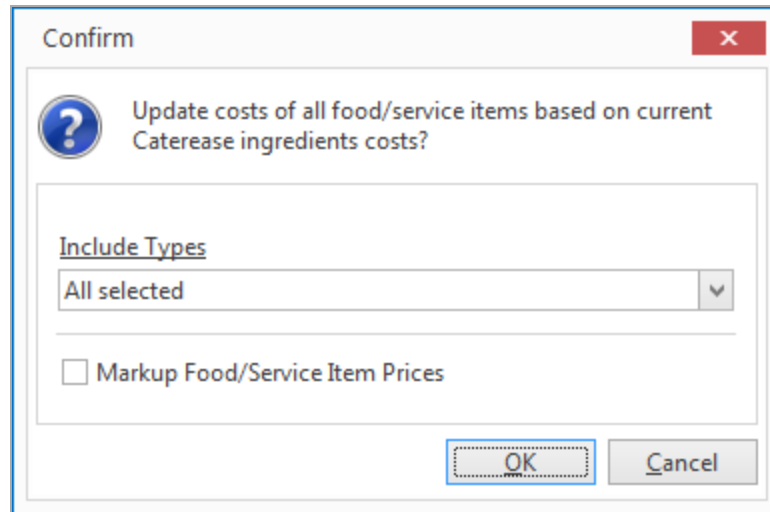 Confirm
Update costs of all food/service items based on current
Caterease ingredients costs?
Include Types
All selected
Markup Food/Service Item Prices
OK
Cancel